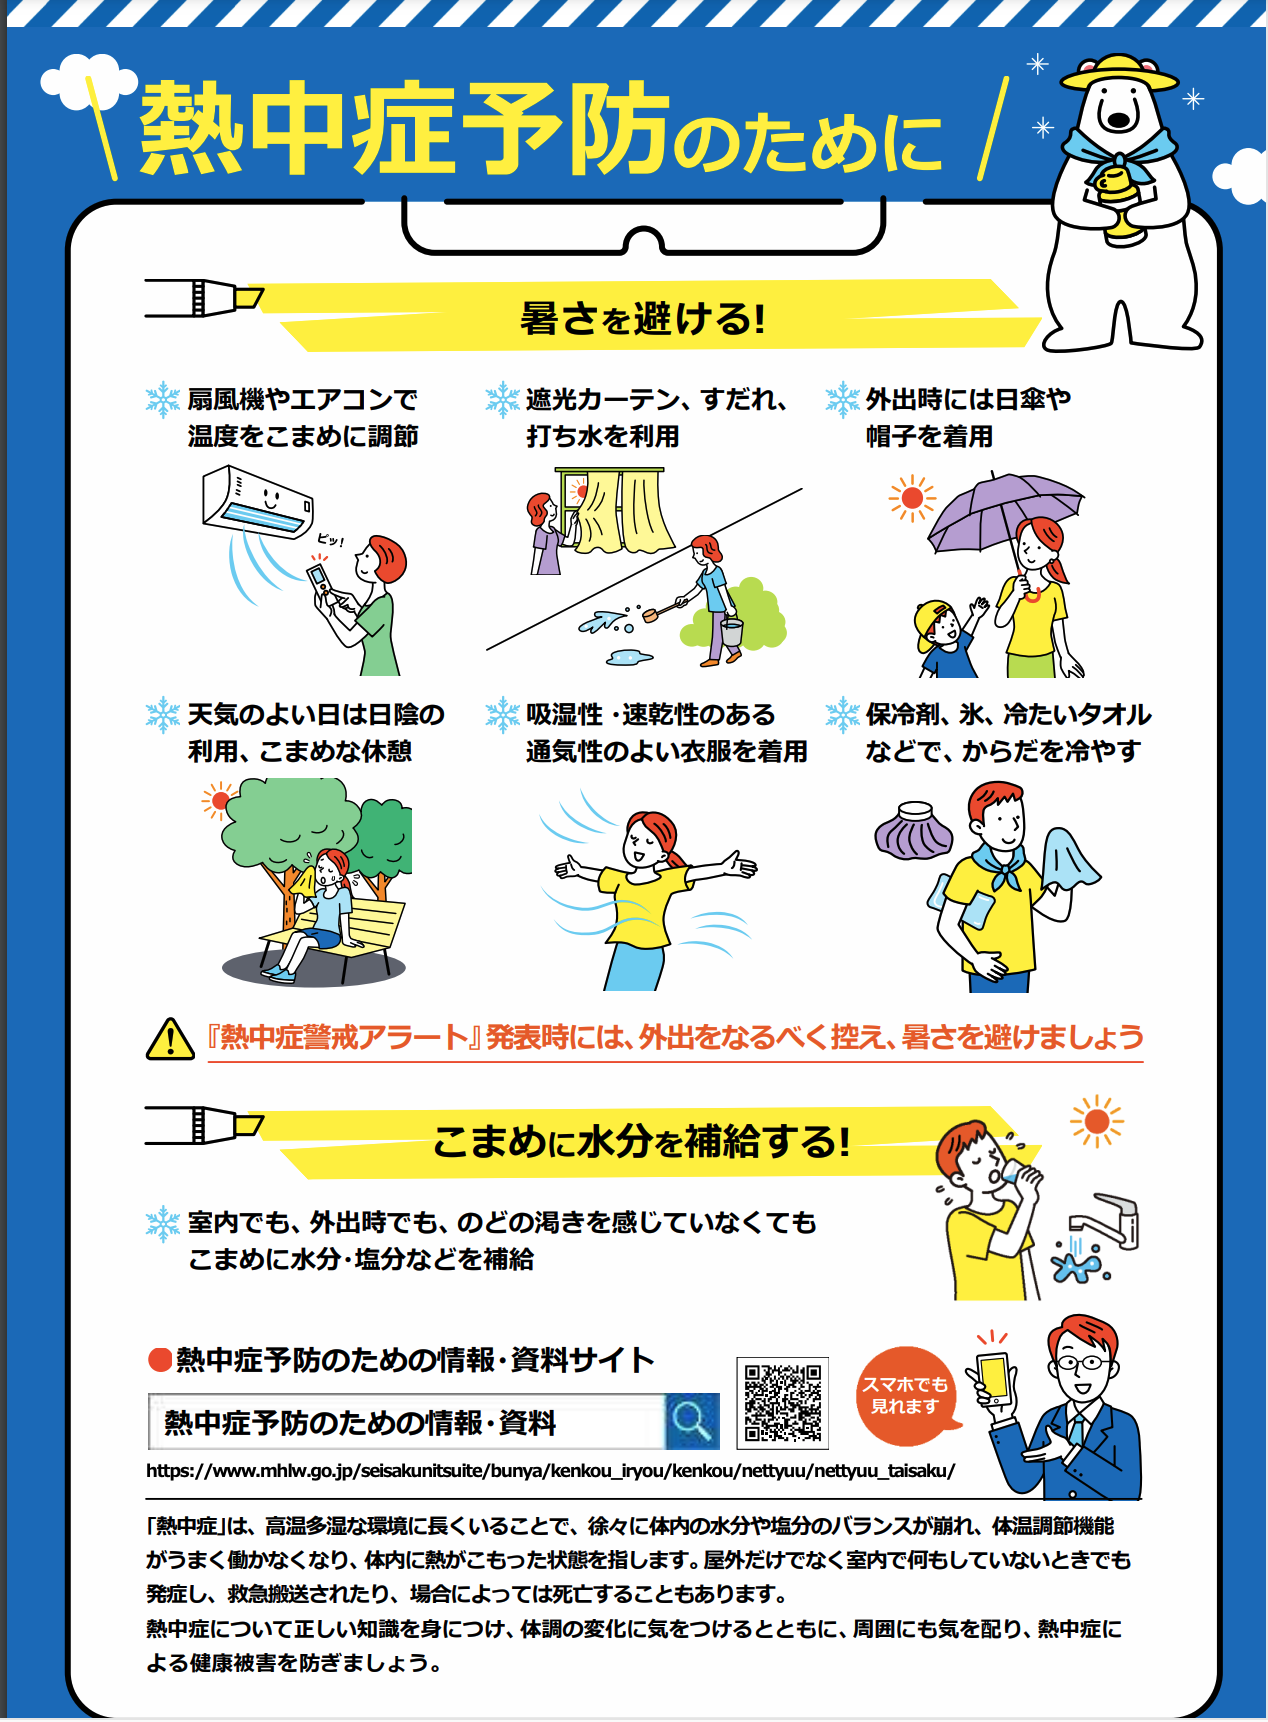 熱中症予防のために
暑さを避ける!
扇風機やエアコンで
温度をこまめに調節
遮光カーテン、すだれ、
打ち水を利用
外出時には日傘や
帽子を着用
ピッ!
天気のよい日は日陰の
利用、こまめな休憩
吸湿性・速乾性のある
通気性のよい衣服を着用
保冷剤、氷、冷たいタオル
などで、からだを冷やす
『熱中症警戒アラート』発表時には、外出をなるべく控え、暑さを避けましょう
こまめに水分を補給する!
室内でも、外出時でも、のどの渇きを感じていなくても
こまめに水分・塩分などを補給
熱中症予防のための情報・資料サイト
熱中症予防のための情報・資料
スマホでも
見れます
https://www.mhlw.go.jp/seisakunitsuite/bunya/kenkou_iryou/kenkou/nettyuu/nettyuu_taisaku/
「熱中症」は、高温多湿な環境に長くいることで、徐々に体内の水分や塩分のバランスが崩れ、体温調節機能
がうまく働かなくなり、体内に熱がこもった状態を指します。屋外だけでなく室内で何もしていないときでも
発症し、救急搬送されたり、場合によっては死亡することもあります。
熱中症について正しい知識を身につけ、体調の変化に気をつけるとともに、周囲にも気を配り、熱中症に
よる健康被害を防ぎましょう。